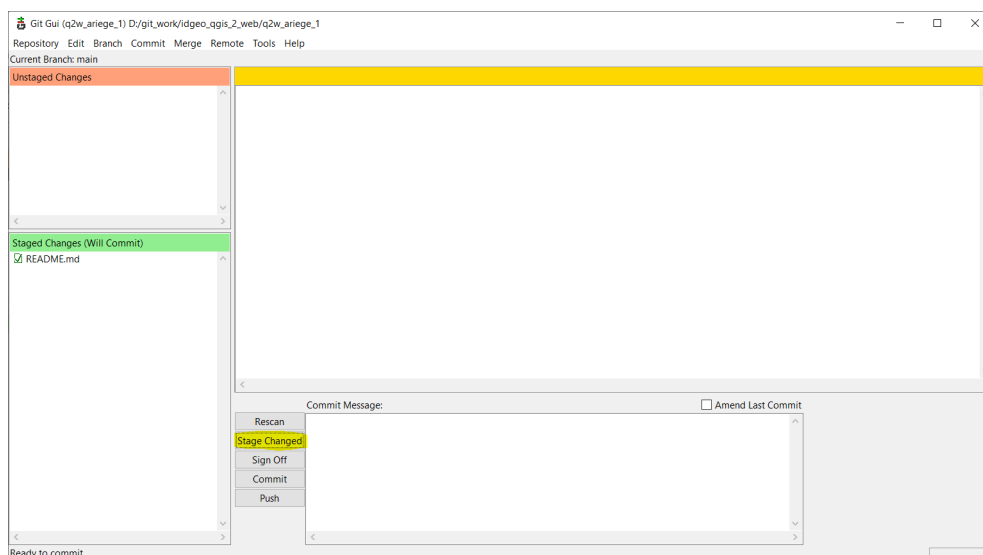 Git Gui (q2w_ariege_1) D:/git_work/idgeo_qgis_2_web/q2w_ariege_1
Repository Edit Branch Commit Merge Remote Tools Help
Current Branch: main
Unstaged Changes
Staged Changes (Will Commit)
README.md
Commit Message:
Amend Last Commit
Rescan
Stage Changed
Sign Off
Commit
Push
Ready to commit.